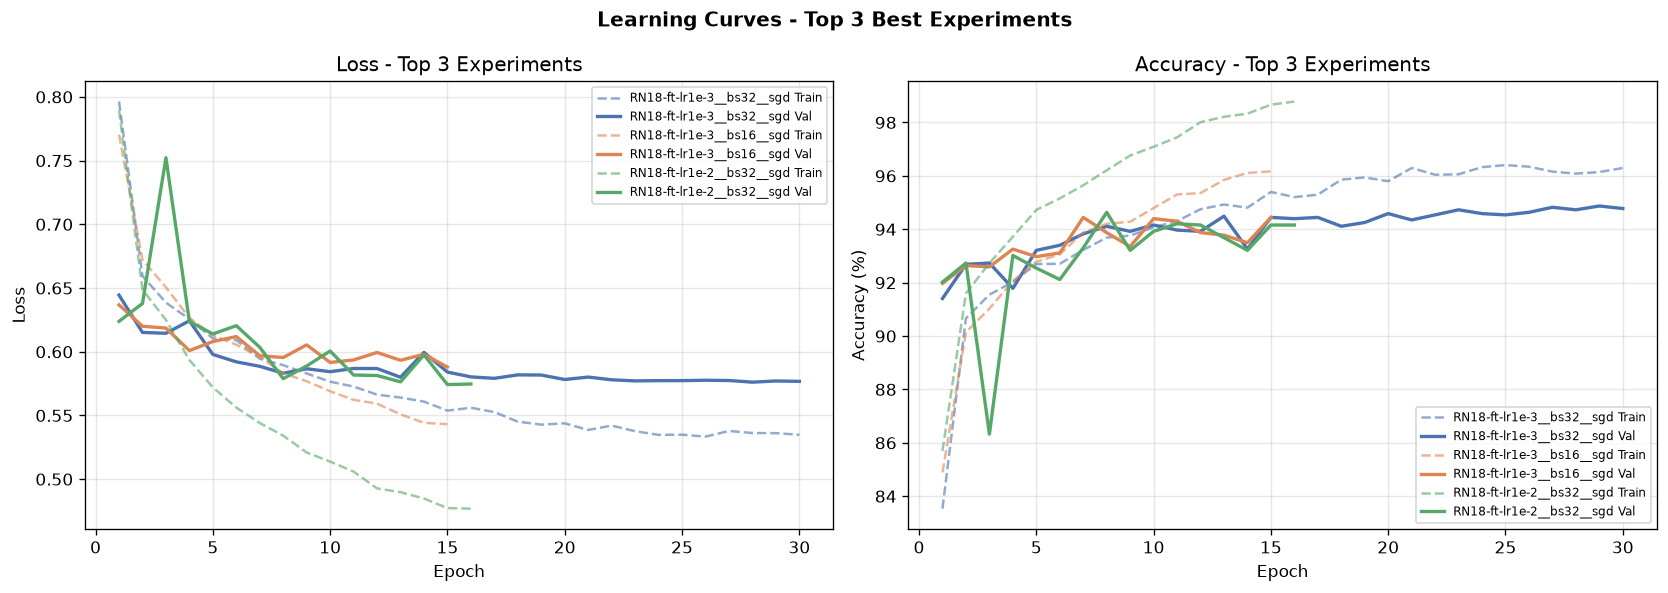 Learning Curves - Top 3 Best Experiments
Loss - Top 3 Experiments
0.80
0.75
0.70
0.65
0.60
0.55
0.50
Loss
0
5
10
15
20
25
30
Epoch
RN18-ft-lr1e-3__bs32__sgd Train
RN18-ft-lr1e-3__bs32__sgd Val
RN18-ft-lr1e-3__bs16__sgd Train
RN18-ft-lr1e-3__bs16__sgd Val
RN18-ft-lr1e-2__bs32__sgd Train
RN18-ft-lr1e-2__bs32__sgd Val
Accuracy - Top 3 Experiments
98
96
94
92
90
88
86
84
Accuracy (%)
0
5
10
15
20
25
30
Epoch
RN18-ft-lr1e-3__bs32__sgd Train
RN18-ft-lr1e-3__bs32__sgd Val
RN18-ft-lr1e-3__bs16__sgd Train
RN18-ft-lr1e-3__bs16__sgd Val
RN18-ft-lr1e-2__bs32__sgd Train
RN18-ft-lr1e-2__bs32__sgd Val